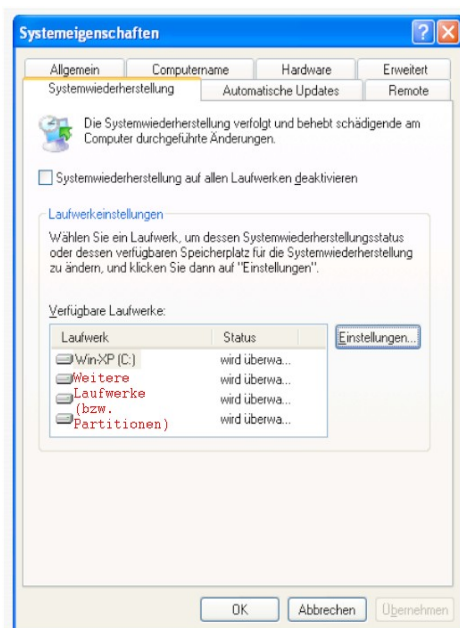 Systemeigenschaften
Allgemein Computername Hardware Erweitert
Systemwiederherstellung Automatische Updates Remote
Die Systemwiederherstellung verfolgt und behebt schädigende am
Computer durchgeführte Änderungen.
Systemwiederherstellung auf allen Laufwerken deaktivieren
Laufwerkeinstellungen
Wählen Sie ein Laufwerk, um dessen Systemwiederherstellungsstatus
oder dessen verfügbaren Speicherplatz für die Systemwiederherstellung
zu ändern, und klicken Sie dann auf "Einstellungen".
Verfügbare Laufwerke:
Laufwerk Status Einstellungen...
Win-XP (C:) wird überwa...
Weitere wird überwa...
Laufwerke wird überwa...
(bzw.
Partitionen) wird überwa...
OK Abbrechen Übernehmen